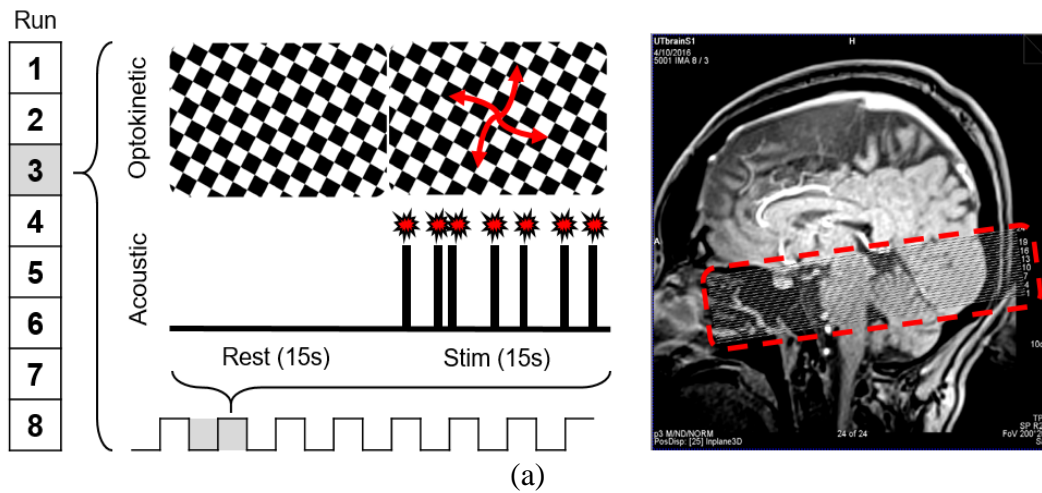 Run
1
2
3
4
5
6
7
8
Optokinetic
Acoustic
Rest (15s)
Stim (15s)
UTbrainS1
4/10/2016
5001 IMA 8 / 3
H
A
19
16
13
10
7
4
1
p3 M/ND/NORM
PosDisp: [25] Inplane3D
24 of 24
TP
SP R2
FoV 200*20
(a)